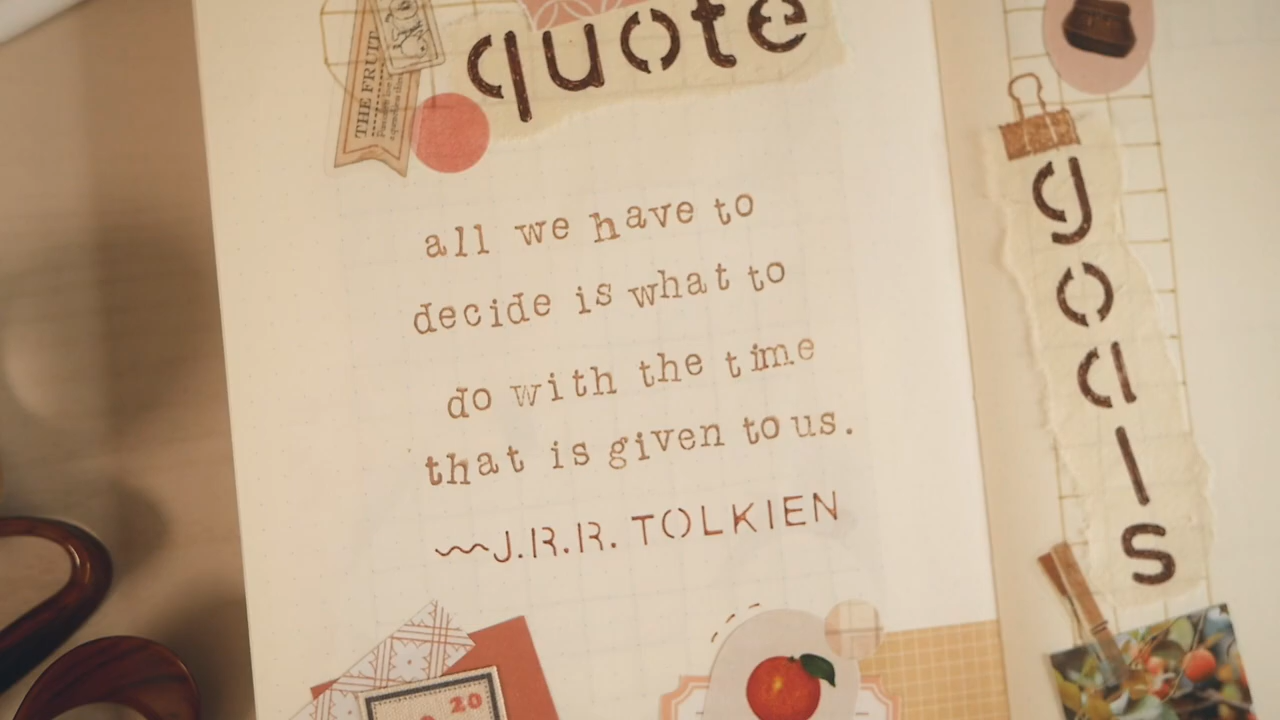 quote
THE FRUIT
all we have to
decide is what to
do with the time
that is given to us.
J.R.R. TOLKIEN
20
goals